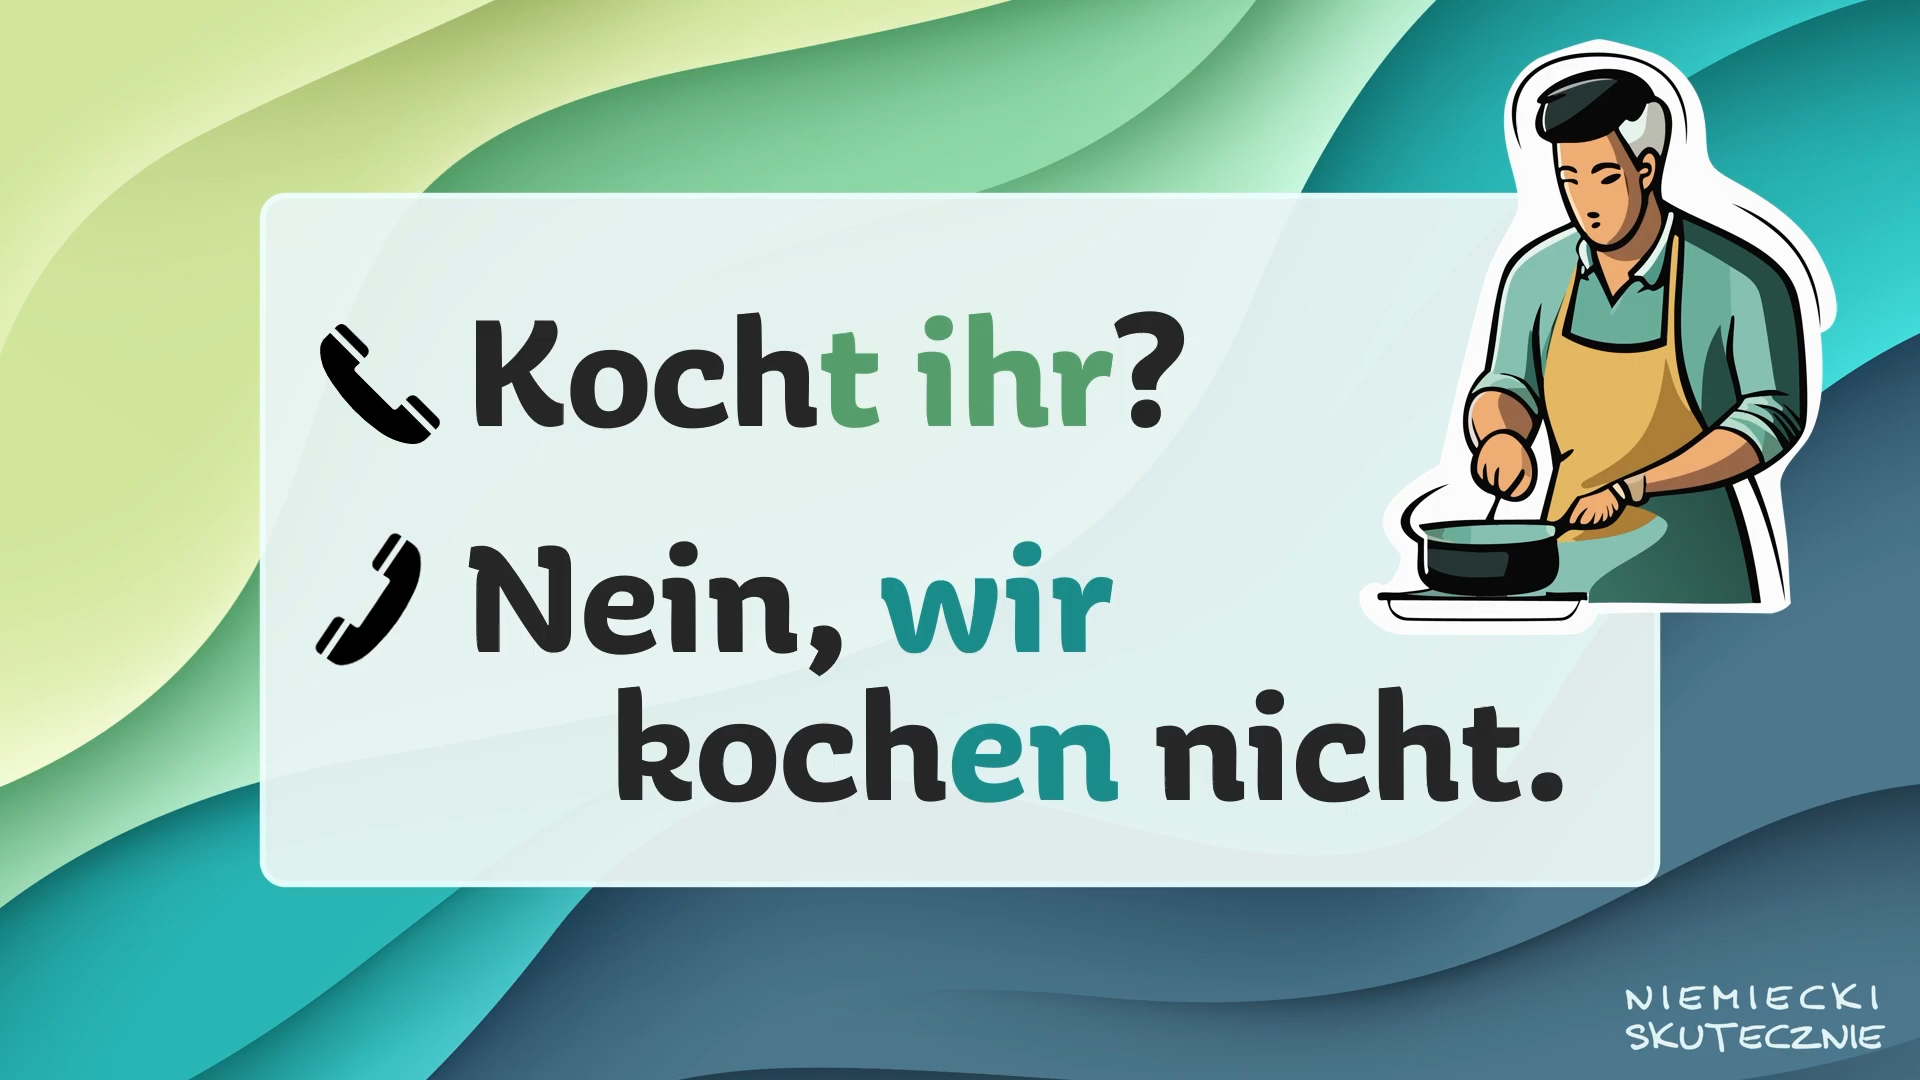 Kocht ihr?
Nein, wir
kochen nicht.
NIEMIECKI
SKUTECZNIE